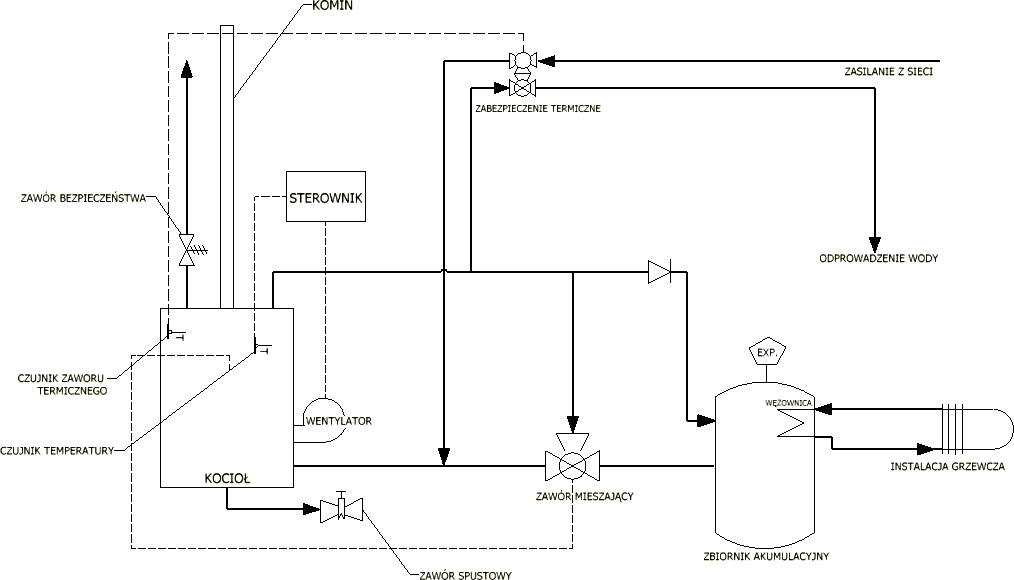 KOMIN
ZASILANIE Z SIECI
ZABEZPIECZENIE TERMICZNE
ZAWÓR BEZPIECZEŃSTWA
STEROWNIK
ODPROWADZENIE WODY
T
T
EXP.
CZUJNIK ZAWORU
TERMICZNEGO
WĘŻOWNICA
WENTYLATOR
CZUJNIK TEMPERATURY
INSTALACJA GRZEWCZA
KOCIOŁ
ZAWÓR MIESZAJĄCY
ZBIORNIK AKUMULACYJNY
ZAWÓR SPUSTOWY